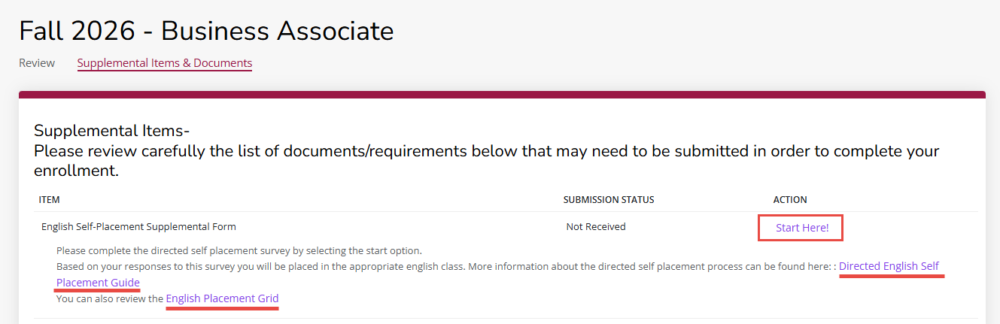 Fall 2026 - Business Associate
Review Supplemental Items & Documents
Supplemental Items-
Please review carefully the list of documents/requirements below that may need to be submitted in order to complete your
enrollment.
ITEM SUBMISSION STATUS ACTION
English Self-Placement Supplemental Form Not Received Start Here!
Please complete the directed self placement survey by selecting the start option.
Based on your responses to this survey you will be placed in the appropriate english class. More information about the directed self placement process can be found here: : Directed English Self
Placement Guide
You can also review the English Placement Grid